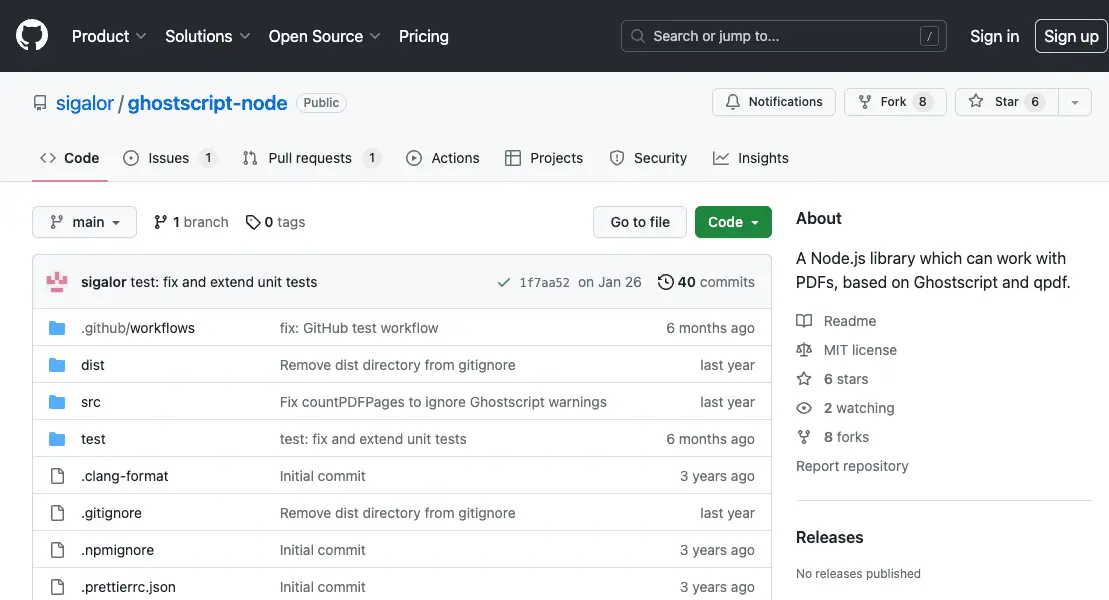 Product Solutions Open Source Pricing Search or jump to... / Sign in Sign up
sigalor / ghostscript-node Public Notifications Fork 8 Star 6
Code Issues 1 Pull requests 1 Actions Projects Security Insights
main 1 branch 0 tags Go to file Code
sigalor test: fix and extend unit tests 1f7aa52 on Jan 26 40 commits
.github/workflows fix: GitHub test workflow 6 months ago
dist Remove dist directory from gitignore last year
src Fix countPDFPages to ignore Ghostscript warnings last year
test test: fix and extend unit tests 6 months ago
.clang-format Initial commit 3 years ago
.gitignore Remove dist directory from gitignore last year
.npmignore Initial commit 3 years ago
.prettierrc.json Initial commit 3 years ago
About
A Node.js library which can work with
PDFs, based on Ghostscript and qpdf.
Readme
MIT license
6 stars
2 watching
8 forks
Report repository
Releases
No releases published